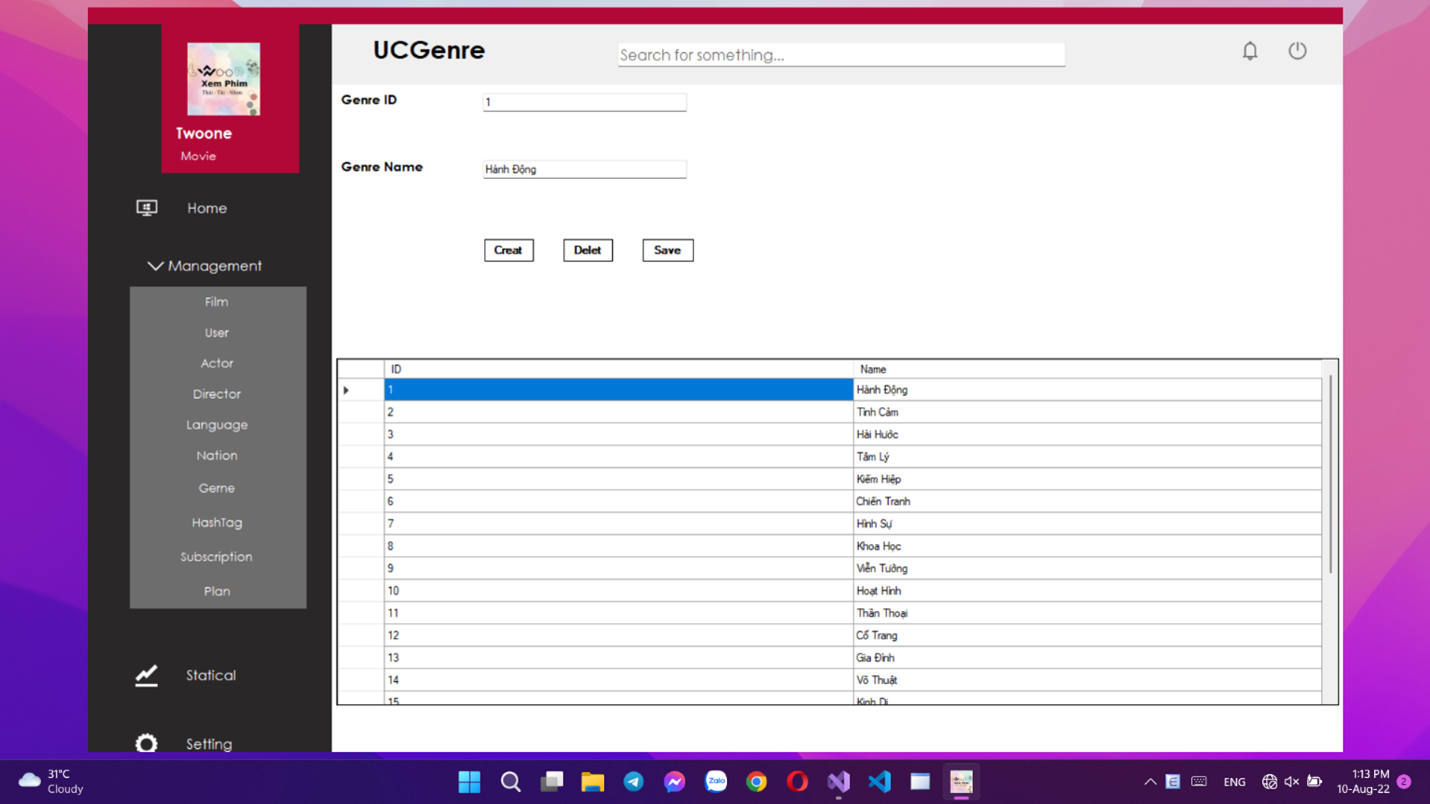 Xem Phim
Twoone
Movie
Home
Management
Film
User
Actor
Director
Language
Nation
Gerne
HashTag
Subscription
Plan
Statical
Setting
UCGenre
Search for something...
Genre ID
1
Genre Name
Hành Động
Creat Delet Save
ID Name
1 Hành Động
2 Tình Cảm
3 Hài Hước
4 Tâm Lý
5 Kiếm Hiệp
6 Chiến Tranh
7 Hình Sự
8 Khoa Học
9 Viễn Tưởng
10 Hoạt Hình
11 Thần Thoại
12 Cổ Trang
13 Gia Đình
14 Võ Thuật
15 Kinh Dị
31°C
Cloudy
Zalo
ENG
1:13 PM
10-Aug-22
2